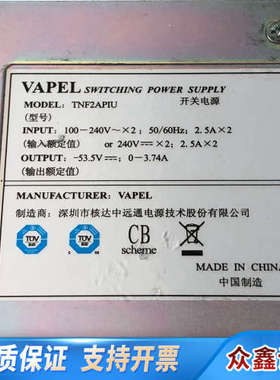 VAPEL SWITCHING POWER SUPPLY
MODEL: TNF2APIU 开关电源
(型号)
INPUT: 100-240V~×2; 50/60Hz; 2.5A×2
(输入额定值) or 240V⎓×2; 2.5A×2
OUTPUT: -53.5V⎓; 0-3.74A
(输出额定值)
MANUFACTURER: VAPEL
制造商: 深圳市核达中远通电源技术股份有限公司
TÜV
TÜV
CB
scheme
MADE IN CHINA
中国制造
质保证 支持开票 众鑫